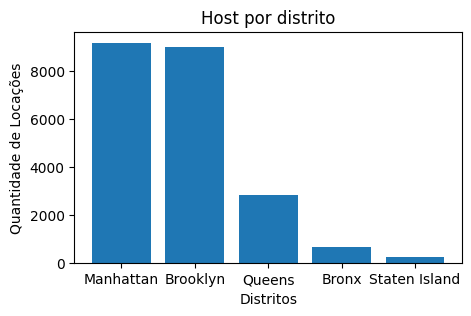 Host por distrito
Quantidade de Locações
8000
6000
4000
2000
0
Manhattan Brooklyn Queens Bronx Staten Island
Distritos